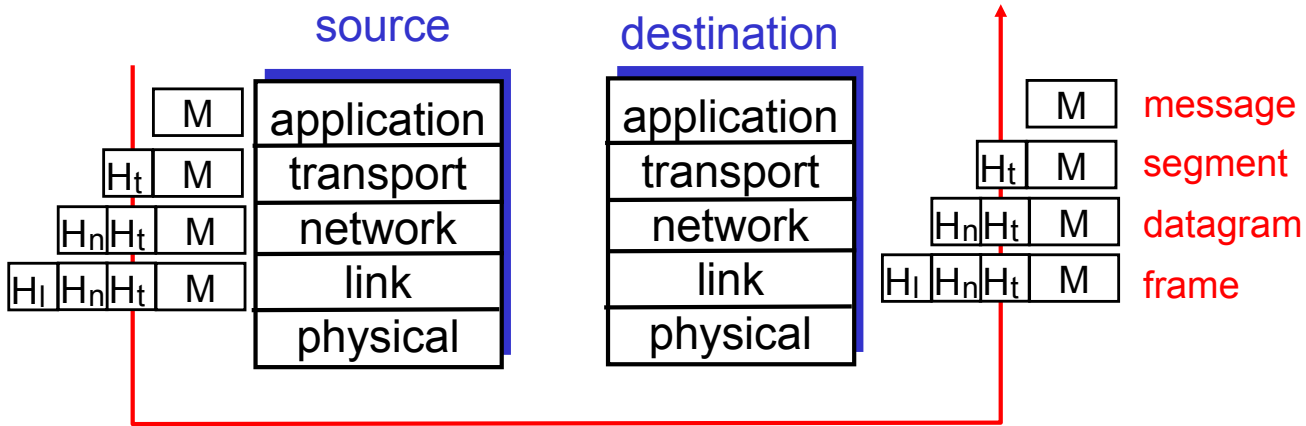 source destination
M application application M message
Ht M transport transport Ht M segment
Hn Ht M network network Hn Ht M datagram
Hl Hn Ht M link link Hl Hn Ht M frame
physical physical